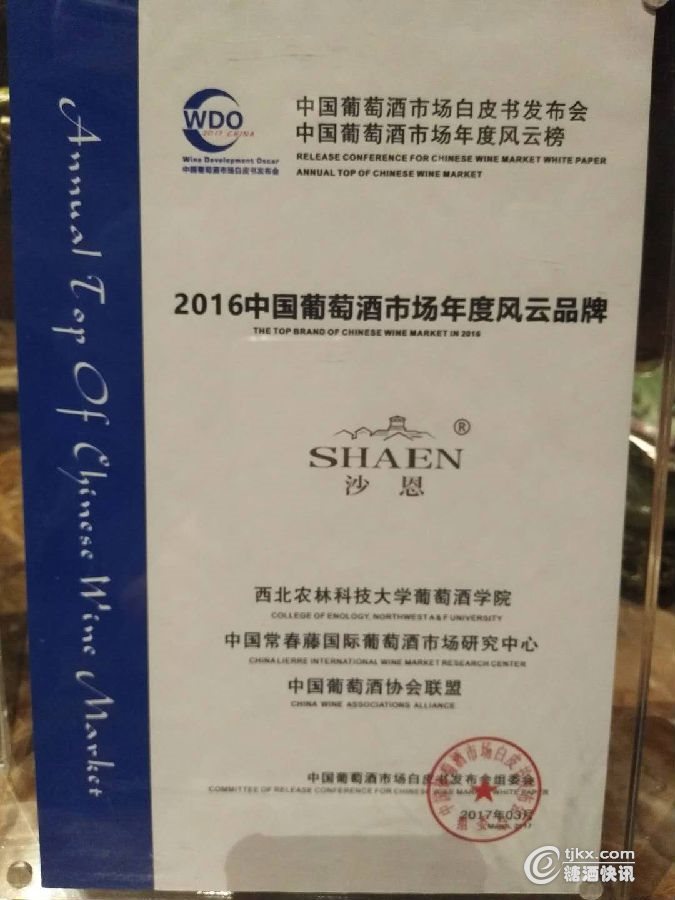 Annual Top Of Chinese Wine Market
WDO
2017 CHINA
Wine Development Oscar
中国葡萄酒市场白皮书发布会
中国葡萄酒市场白皮书发布会
中国葡萄酒市场年度风云榜
RELEASE CONFERENCE FOR CHINESE WINE MARKET WHITE PAPER
ANNUAL TOP OF CHINESE WINE MARKET
2016中国葡萄酒市场年度风云品牌
THE TOP BRAND OF CHINESE WINE MARKET IN 2016
SHAEN®
沙恩
西北农林科技大学葡萄酒学院
COLLEGE OF ENOLOGY, NORTHWEST A & F UNIVERSITY
中国常春藤国际葡萄酒市场研究中心
CHINA LIERRE INTERNATIONAL WINE MARKET RESEARCH CENTER
中国葡萄酒协会联盟
CHINA WINE ASSOCIATIONS ALLIANCE
中国葡萄酒市场白皮书发布会组委会
COMMITTEE OF RELEASE CONFERENCE FOR CHINESE WINE MARKET WHITE PAPER
2017年03月
tjkx.com
糖酒快讯